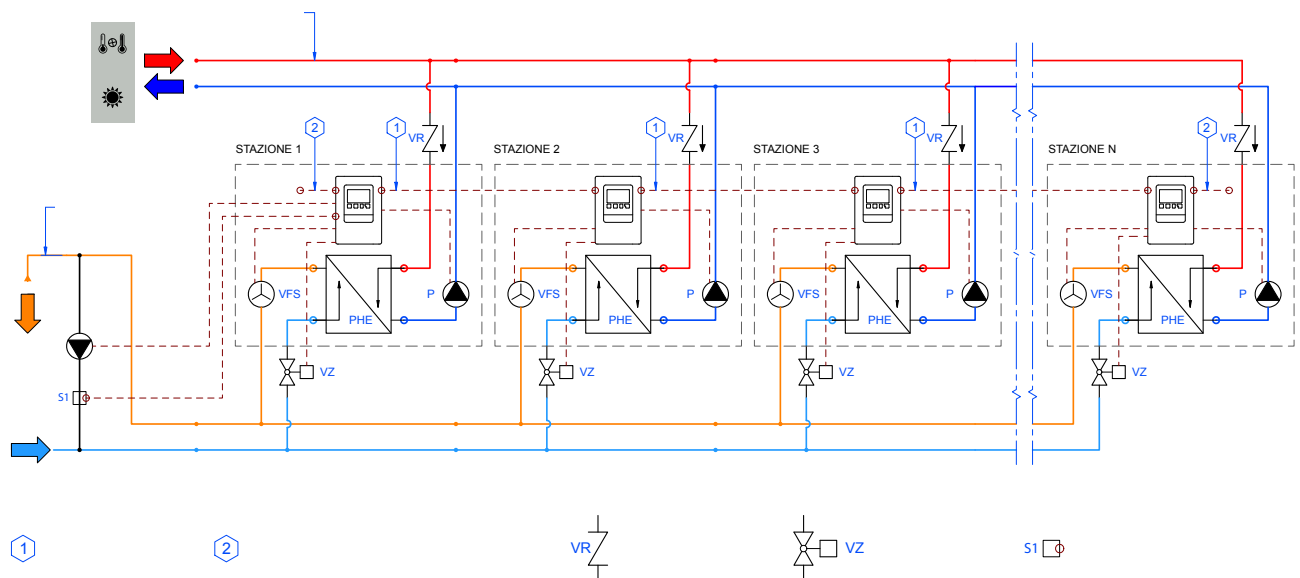 2 1 VR 1 VR 1 VR 2 VR
STAZIONE 1 STAZIONE 2 STAZIONE 3 STAZIONE N
VFS P VFS P VFS P VFS P
PHE PHE PHE PHE
VZ VZ VZ VZ
S1
1 2 VR VZ S1